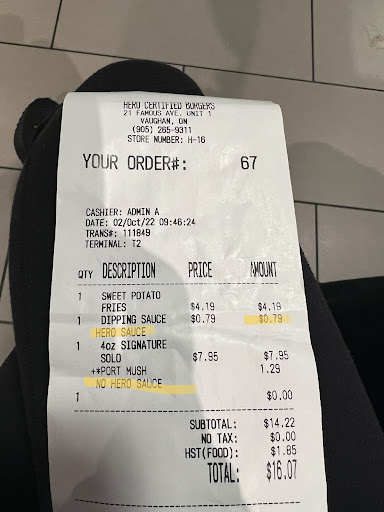 HERO CERTIFIED BURGERS
21 FAMOUS AVE. UNIT 1
VAUGHAN, ON
(905) 265-9311
STORE NUMBER: H-16
YOUR ORDER#: 67
CASHIER: ADMIN A
DATE: 02/Oct/22 09:46:24
TRANS#: 111849
TERMINAL: T2
QTY DESCRIPTION PRICE AMOUNT
1 SWEET POTATO
FRIES $4.19 $4.19
1 DIPPING SAUCE $0.79 $0.79
HERO SAUCE
1 4oz SIGNATURE
SOLO $7.95 $7.95
+*PORT MUSH 1.29
NO HERO SAUCE
1 $0.00
SUBTOTAL: $14.22
NO TAX: $0.00
HST(FOOD): $1.85
TOTAL: $16.07